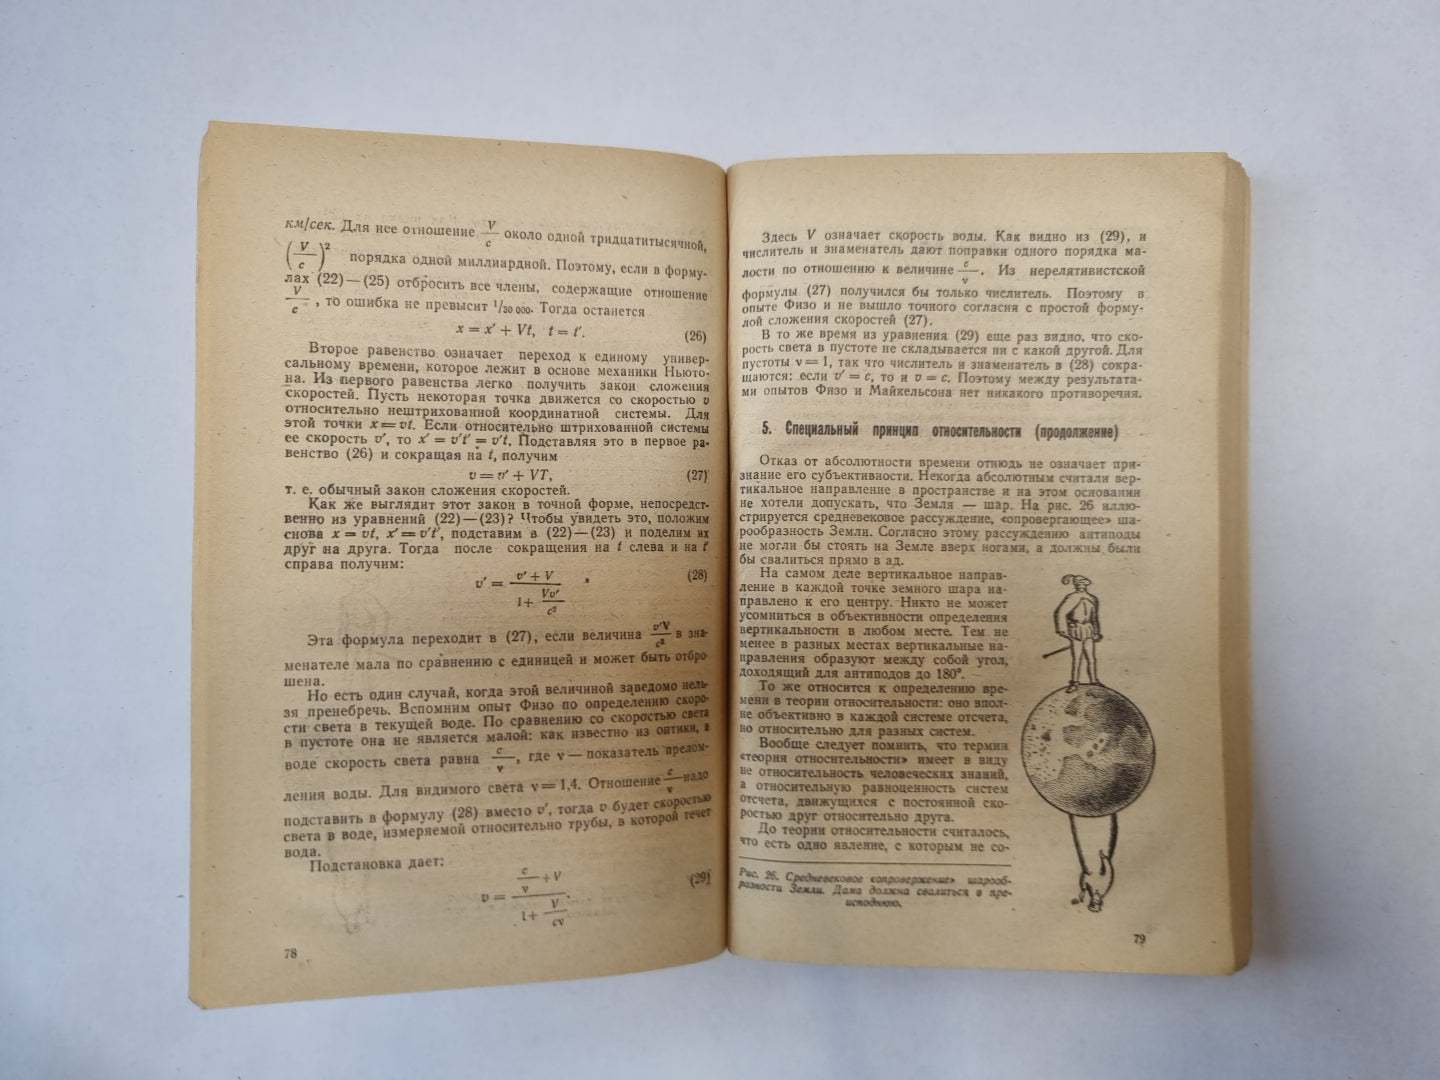 км/сек. Для нее отношение V/c около одной тридцатитысячной,
(V/c)² порядка одной миллиардной. Поэтому, если в форму-
лах (22)—(25) отбросить все члены, содержащие отношение
V/c, то ошибка не превысит 1/30 000. Тогда останется
x = x′ + Vt, t = t′. (26)
Второе равенство означает переход к единому универ-
сальному времени, которое лежит в основе механики Ньюто-
на. Из первого равенства легко получить закон сложения
скоростей. Пусть некоторая точка движется со скоростью v
относительно нештрихованной координатной системы. Для
этой точки x = vt. Если относительно штрихованной системы
ее скорость v′, то x′ = v′t′ = v′t. Подставляя это в первое ра-
венство (26) и сокращая на t, получим
v = v′ + VT, (27)
т. е. обычный закон сложения скоростей.
Как же выглядит этот закон в точной форме, непосредст-
венно из уравнений (22)—(23)? Чтобы увидеть это, положим
снова x = vt, x′ = v′t′, подставим в (22)—(23) и поделим их
друг на друга. Тогда после сокращения на t слева и на t′
справа получим:
v′ = (v′ + V) / (1 + Vv′/c²) , (28)
Эта формула переходит в (27), если величина v′V/c² в зна-
менателе мала по сравнению с единицей и может быть отбро-
шена.
Но есть один случай, когда этой величиной заведомо нель-
зя пренебречь. Вспомним опыт Физо по определению скоро-
сти света в текущей воде. По сравнению со скоростью света
в пустоте она не является малой: как известно из оптики, в
воде скорость света равна c/ν, где ν — показатель прелом-
ления воды. Для видимого света ν = 1,4. Отношение c/ν надо
подставить в формулу (28) вместо v′, тогда v будет скоростью
света в воде, измеряемой относительно трубы, в которой течет
вода.
Подстановка дает:
v = (c/ν + V) / (1 + V/cν). (29)
78
Здесь V означает скорость воды. Как видно из (29), и
числитель и знаменатель дают поправки одного порядка ма-
лости по отношению к величине c/ν. Из нерелятивистской
формулы (27) получился бы только числитель. Поэтому в
опыте Физо и не вышло точного согласия с простой форму-
лой сложения скоростей (27).
В то же время из уравнения (29) еще раз видно, что ско-
рость света в пустоте не складывается ни с какой другой. Для
пустоты ν = 1, так что числитель и знаменатель в (28) сокра-
щаются: если v′ = c, то и v = c. Поэтому между результата-
ми опытов Физо и Майкельсона нет никакого противоречия.
5. Специальный принцип относительности (продолжение)
Отказ от абсолютности времени отнюдь не означает при-
знание его субъективности. Некогда абсолютным считали вер-
тикальное направление в пространстве и на этом основании
не хотели допускать, что Земля — шар. На рис. 26 иллю-
стрируется средневековое рассуждение, «опровергающее» ша-
рообразность Земли. Согласно этому рассуждению антиподы
не могли бы стоять на Земле вверх ногами, а должны были
бы свалиться прямо в ад.
На самом деле вертикальное направ-
ление в каждой точке земного шара на-
правлено к его центру. Никто не может
усомниться в объективности определения
вертикальности в любом месте. Тем не
менее в разных местах вертикальные на-
правления образуют между собой угол,
доходящий для антиподов до 180°.
То же относится к определению вре-
мени в теории относительности: оно впол-
не объективно в каждой системе отсчета,
но относительно для разных систем.
Вообще следует помнить, что термин
«теория относительности» имеет в виду
не относительность человеческих знаний,
а относительную равноценность систем
отсчета, движущихся с постоянной ско-
ростью друг относительно друга.
До теории относительности считалось,
что есть одно явление, с которым не со-
Рис. 26. Средневековое «опровержение» шарооб-
разности Земли. Дама должна свалиться в пре-
исподнюю.
79